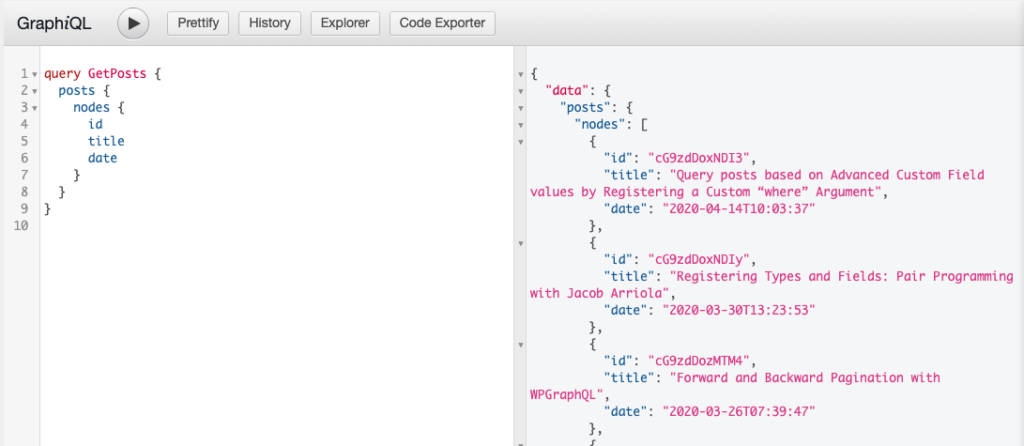 GraphiQL Prettify History Explorer Code Exporter
1 query GetPosts {
2 posts {
3 nodes {
4 id
5 title
6 date
7 }
8 }
9 }
10
{
"data": {
"posts": {
"nodes": [
{
"id": "cG9zdDoxNDI3",
"title": "Query posts based on Advanced Custom Field
values by Registering a Custom “where” Argument",
"date": "2020-04-14T10:03:37"
},
{
"id": "cG9zdDoxNDIy",
"title": "Registering Types and Fields: Pair Programming
with Jacob Arriola",
"date": "2020-03-30T13:23:53"
},
{
"id": "cG9zdDozMTM4",
"title": "Forward and Backward Pagination with
WPGraphQL",
"date": "2020-03-26T07:39:47"
},
{